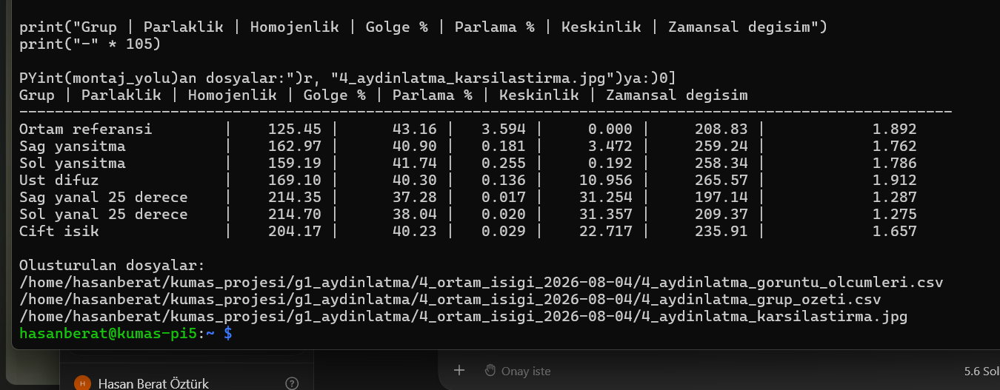 print("Grup | Parlaklik | Homojenlik | Golge % | Parlama % | Keskinlik | Zamansal degisim")
print("-" * 105)
PYint(montaj_yolu)an dosyalar:")r, "4_aydinlatma_karsilastirma.jpg")ya:)0]
Grup | Parlaklik | Homojenlik | Golge % | Parlama % | Keskinlik | Zamansal degisim
---------------------------------------------------------------------------------------------------------
Ortam referansi | 125.45 | 43.16 | 3.594 | 0.000 | 208.83 | 1.892
Sag yansitma | 162.97 | 40.90 | 0.181 | 3.472 | 259.24 | 1.762
Sol yansitma | 159.19 | 41.74 | 0.255 | 0.192 | 258.34 | 1.786
Ust difuz | 169.10 | 40.30 | 0.136 | 10.956 | 265.57 | 1.912
Sag yanal 25 derece | 214.35 | 37.28 | 0.017 | 31.254 | 197.14 | 1.287
Sol yanal 25 derece | 214.70 | 38.04 | 0.020 | 31.357 | 209.37 | 1.275
Cift isik | 204.17 | 40.23 | 0.029 | 22.717 | 235.91 | 1.657
Olusturulan dosyalar:
/home/hasanberat/kumas_projesi/g1_aydinlatma/4_ortam_isigi_2026-08-04/4_aydinlatma_goruntu_olcumleri.csv
/home/hasanberat/kumas_projesi/g1_aydinlatma/4_ortam_isigi_2026-08-04/4_aydinlatma_grup_ozeti.csv
/home/hasanberat/kumas_projesi/g1_aydinlatma/4_ortam_isigi_2026-08-04/4_aydinlatma_karsilastirma.jpg
hasanberat@kumas-pi5:~ $
+ Onay iste 5.6 Sol
H Hasan Berat Öztürk ?